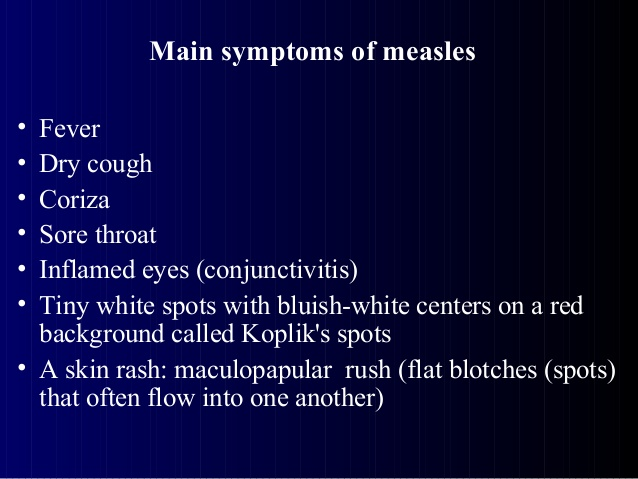 Main symptoms of measles
• Fever
• Dry cough
• Coriza
• Sore throat
• Inflamed eyes (conjunctivitis)
• Tiny white spots with bluish-white centers on a red
background called Koplik's spots
• A skin rash: maculopapular rush (flat blotches (spots)
that often flow into one another)